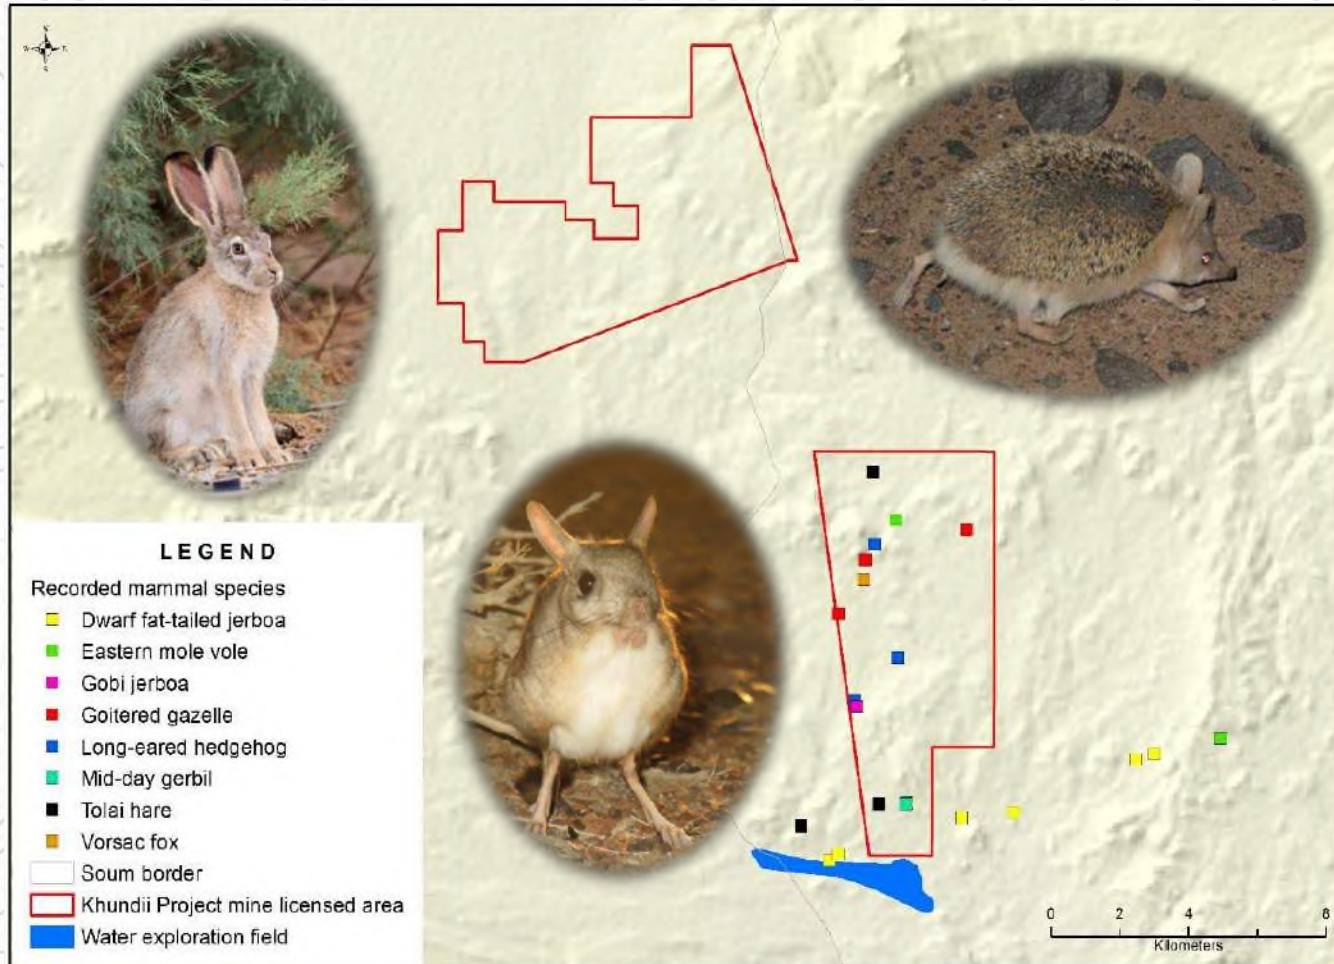 N
W E
S
LEGEND
Recorded mammal species
Dwarf fat-tailed jerboa
Eastern mole vole
Gobi jerboa
Goitered gazelle
Long-eared hedgehog
Mid-day gerbil
Tolai hare
Vorsac fox
Soum border
Khundii Project mine licensed area
Water exploration field
0 2 4 8
Kilometers